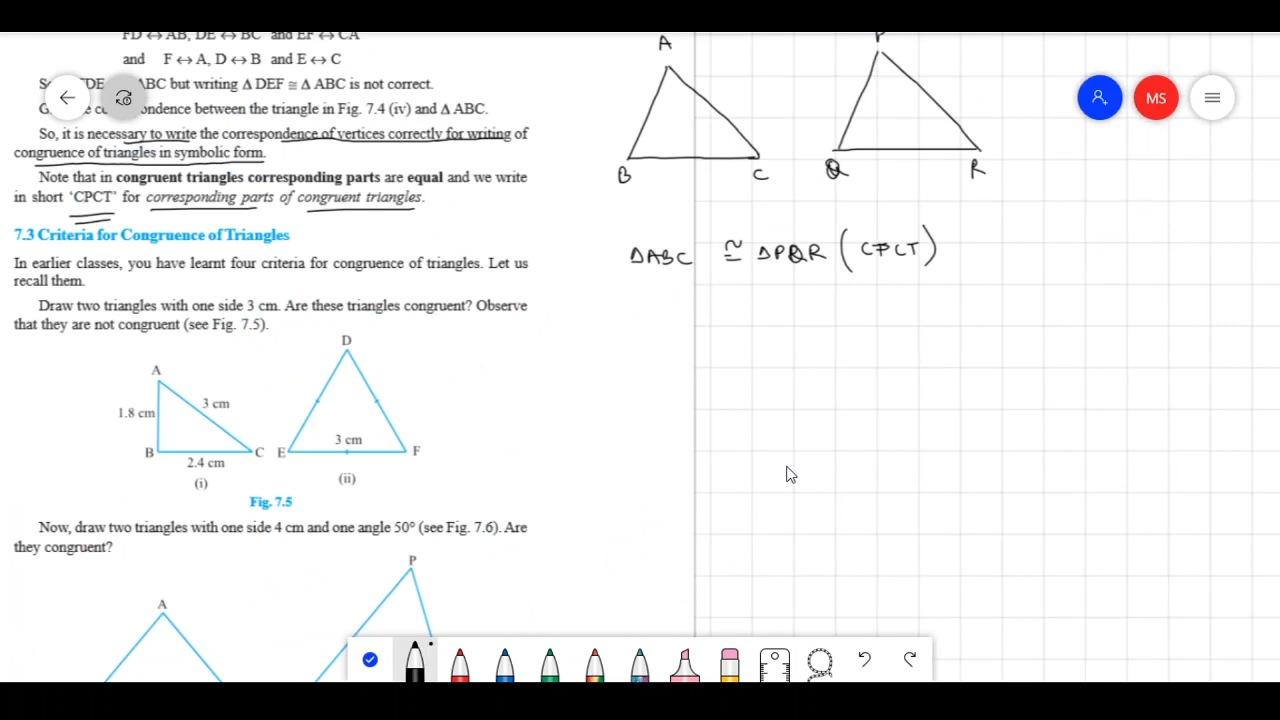 FD ↔ AB, DE ↔ BC and EF ↔ CA
and F ↔ A, D ↔ B and E ↔ C
ABC but writing Δ DEF ≅ Δ ABC is not correct.
ondence between the triangle in Fig. 7.4 (iv) and Δ ABC.
So, it is necessary to write the correspondence of vertices correctly for writing of
congruence of triangles in symbolic form.
Note that in congruent triangles corresponding parts are equal and we write
in short ‘CPCT’ for corresponding parts of congruent triangles.
7.3 Criteria for Congruence of Triangles
In earlier classes, you have learnt four criteria for congruence of triangles. Let us
recall them.
Draw two triangles with one side 3 cm. Are these triangles congruent? Observe
that they are not congruent (see Fig. 7.5).
D
A
1.8 cm
3 cm
3 cm
B
C
E
F
2.4 cm
(i)
(ii)
Fig. 7.5
Now, draw two triangles with one side 4 cm and one angle 50° (see Fig. 7.6). Are
they congruent?
P
A
A
P
B
C
Q
R
ΔABC ≅ ΔPQR (CPCT)
MS